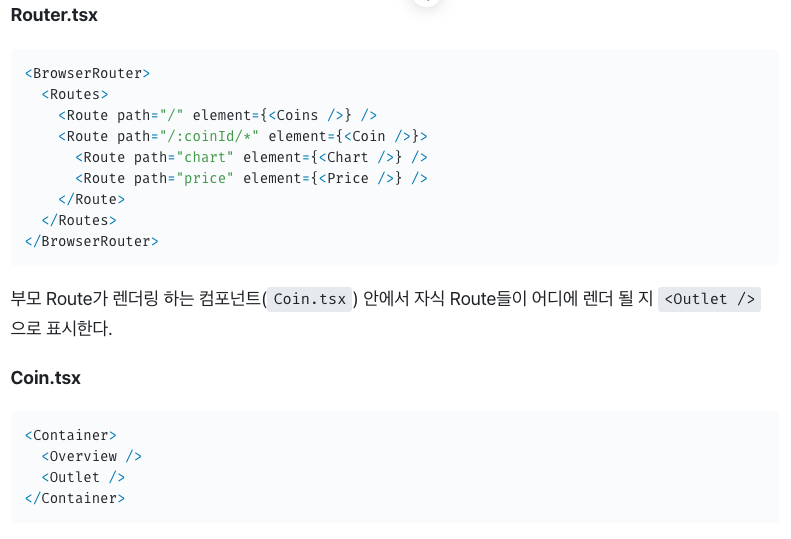 Router.tsx
<BrowserRouter>
  <Routes>
    <Route path="/" element={<Coins />} />
    <Route path="/:coinId/*" element={<Coin />}>
      <Route path="chart" element={<Chart />} />
      <Route path="price" element={<Price />} />
    </Route>
  </Routes>
</BrowserRouter>
부모 Route가 렌더링 하는 컴포넌트( Coin.tsx ) 안에서 자식 Route들이 어디에 렌더 될 지 <Outlet />
으로 표시한다.
Coin.tsx
<Container>
  <Overview />
  <Outlet />
</Container>